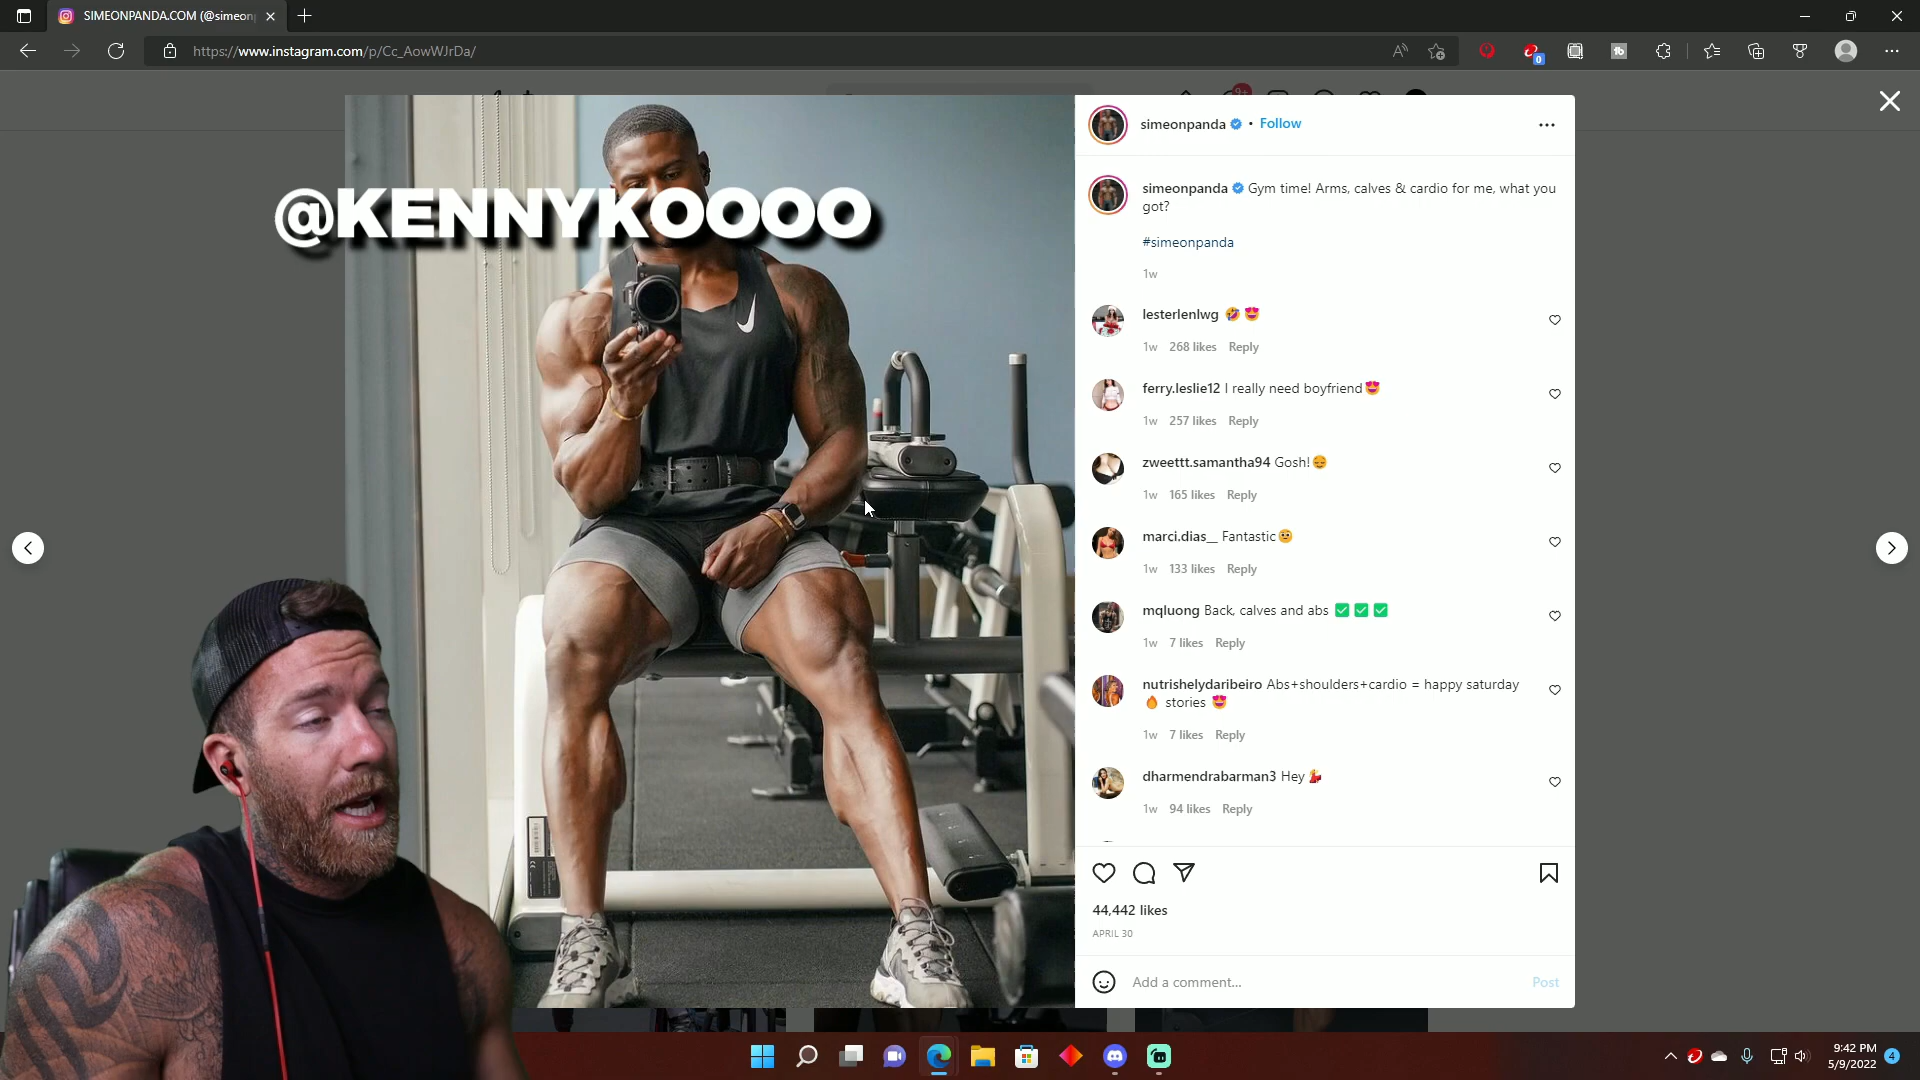 SIMEONPANDA.COM (@simeonp
https://www.instagram.com/p/Cc_AowWJrDa/
@KENNYKOOOO
simeonpanda • Follow
simeonpanda Gym time! Arms, calves & cardio for me, what you
got?
#simeonpanda
1w
lesterlenlwg 🤣😍
1w 268 likes Reply
ferry.leslie12 I really need boyfriend😍
1w 257 likes Reply
zweettt.samantha94 Gosh!
1w 165 likes Reply
marci.dias__ Fantastic
1w 133 likes Reply
mqluong Back, calves and abs ✅ ✅ ✅
1w 7 likes Reply
nutrishelydaribeiro Abs+shoulders+cardio = happy saturday
🔥 stories 😍
1w 7 likes Reply
dharmendrabarman3 Hey 💃
1w 94 likes Reply
44,442 likes
APRIL 30
Add a comment... Post
9:42 PM
5/9/2022
4